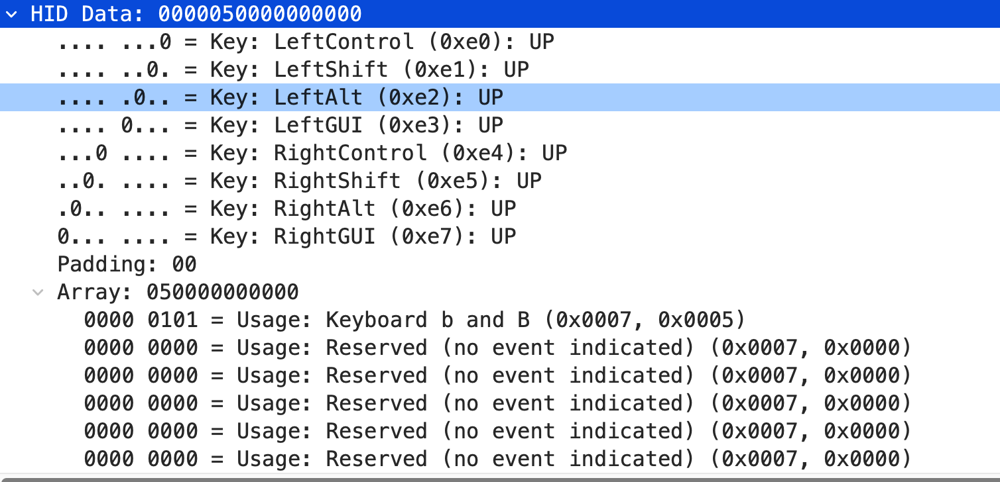 HID Data: 0000050000000000
.... ...0 = Key: LeftControl (0xe0): UP
.... ..0. = Key: LeftShift (0xe1): UP
.... .0.. = Key: LeftAlt (0xe2): UP
.... 0... = Key: LeftGUI (0xe3): UP
...0 .... = Key: RightControl (0xe4): UP
..0. .... = Key: RightShift (0xe5): UP
.0.. .... = Key: RightAlt (0xe6): UP
0... .... = Key: RightGUI (0xe7): UP
Padding: 00
Array: 050000000000
0000 0101 = Usage: Keyboard b and B (0x0007, 0x0005)
0000 0000 = Usage: Reserved (no event indicated) (0x0007, 0x0000)
0000 0000 = Usage: Reserved (no event indicated) (0x0007, 0x0000)
0000 0000 = Usage: Reserved (no event indicated) (0x0007, 0x0000)
0000 0000 = Usage: Reserved (no event indicated) (0x0007, 0x0000)
0000 0000 = Usage: Reserved (no event indicated) (0x0007, 0x0000)